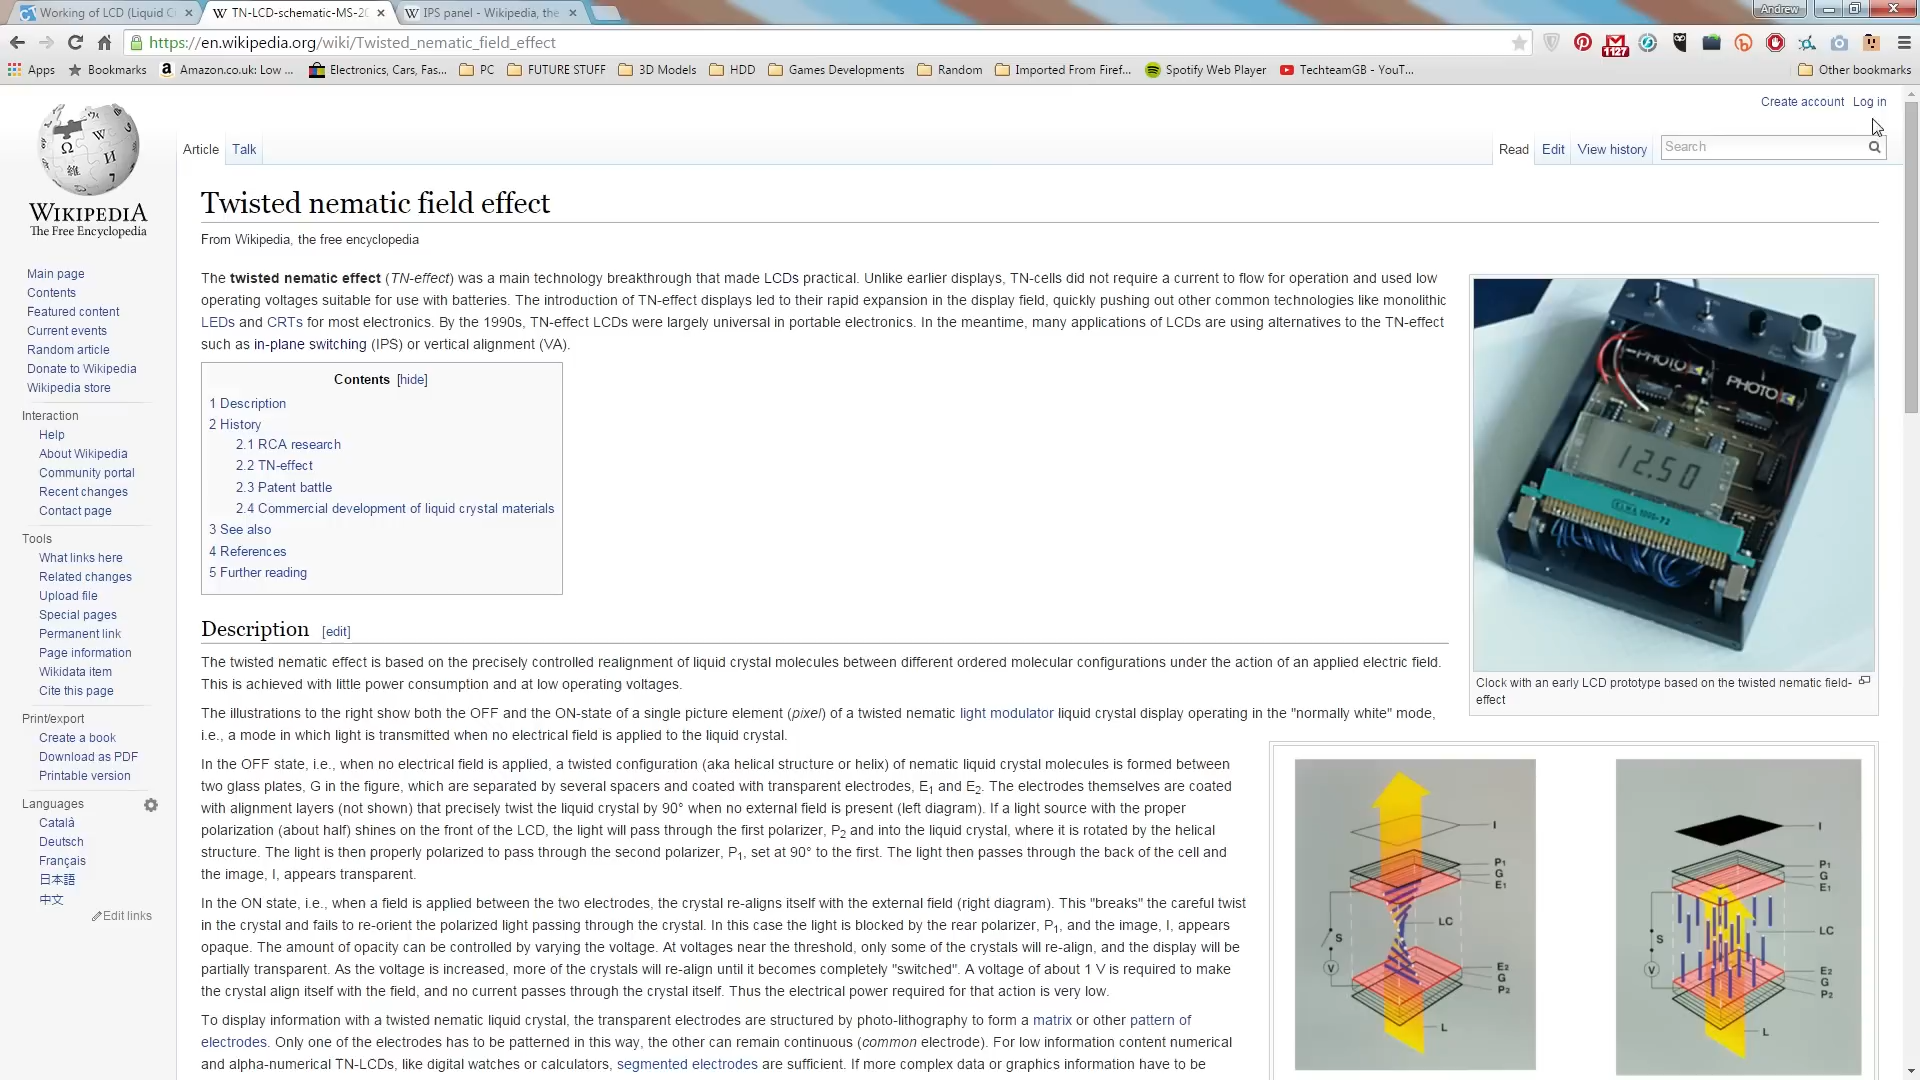 Working of LCD (Liquid C
TN-LCD-schematic-MS-20
IPS panel - Wikipedia, the
Andrew
https://en.wikipedia.org/wiki/Twisted_nematic_field_effect
1127
Apps
Bookmarks
Amazon.co.uk: Low ...
Electronics, Cars, Fas...
PC
FUTURE STUFF
3D Models
HDD
Games Developments
Random
Imported From Firef...
Spotify Web Player
TechteamGB - YouT...
Other bookmarks
Create account Log in
WIKIPEDIA
The Free Encyclopedia
Main page
Contents
Featured content
Current events
Random article
Donate to Wikipedia
Wikipedia store
Interaction
Help
About Wikipedia
Community portal
Recent changes
Contact page
Tools
What links here
Related changes
Upload file
Special pages
Permanent link
Page information
Wikidata item
Cite this page
Print/export
Create a book
Download as PDF
Printable version
Languages
Català
Deutsch
Français
日本語
中文
Edit links
Article Talk
Read Edit View history
Search
Twisted nematic field effect
From Wikipedia, the free encyclopedia
The twisted nematic effect (TN-effect) was a main technology breakthrough that made LCDs practical. Unlike earlier displays, TN-cells did not require a current to flow for operation and used low
operating voltages suitable for use with batteries. The introduction of TN-effect displays led to their rapid expansion in the display field, quickly pushing out other common technologies like monolithic
LEDs and CRTs for most electronics. By the 1990s, TN-effect LCDs were largely universal in portable electronics. In the meantime, many applications of LCDs are using alternatives to the TN-effect
such as in-plane switching (IPS) or vertical alignment (VA).
Contents [hide]
1 Description
2 History
2.1 RCA research
2.2 TN-effect
2.3 Patent battle
2.4 Commercial development of liquid crystal materials
3 See also
4 References
5 Further reading
PHOTO
PHOTO
12.50
Clock with an early LCD prototype based on the twisted nematic field-
effect
Description [edit]
The twisted nematic effect is based on the precisely controlled realignment of liquid crystal molecules between different ordered molecular configurations under the action of an applied electric field.
This is achieved with little power consumption and at low operating voltages.
The illustrations to the right show both the OFF and the ON-state of a single picture element (pixel) of a twisted nematic light modulator liquid crystal display operating in the "normally white" mode,
i.e., a mode in which light is transmitted when no electrical field is applied to the liquid crystal.
In the OFF state, i.e., when no electrical field is applied, a twisted configuration (aka helical structure or helix) of nematic liquid crystal molecules is formed between
two glass plates, G in the figure, which are separated by several spacers and coated with transparent electrodes, E1 and E2. The electrodes themselves are coated
with alignment layers (not shown) that precisely twist the liquid crystal by 90° when no external field is present (left diagram). If a light source with the proper
polarization (about half) shines on the front of the LCD, the light will pass through the first polarizer, P2 and into the liquid crystal, where it is rotated by the helical
structure. The light is then properly polarized to pass through the second polarizer, P1, set at 90° to the first. The light then passes through the back of the cell and
the image, I, appears transparent.
In the ON state, i.e., when a field is applied between the two electrodes, the crystal re-aligns itself with the external field (right diagram). This "breaks" the careful twist
in the crystal and fails to re-orient the polarized light passing through the crystal. In this case the light is blocked by the rear polarizer, P1, and the image, I, appears
opaque. The amount of opacity can be controlled by varying the voltage. At voltages near the threshold, only some of the crystals will re-align, and the display will be
partially transparent. As the voltage is increased, more of the crystals will re-align until it becomes completely "switched". A voltage of about 1 V is required to make
the crystal align itself with the field, and no current passes through the crystal itself. Thus the electrical power required for that action is very low.
To display information with a twisted nematic liquid crystal, the transparent electrodes are structured by photo-lithography to form a matrix or other pattern of
electrodes. Only one of the electrodes has to be patterned in this way, the other can remain continuous (common electrode). For low information content numerical
and alpha-numerical TN-LCDs, like digital watches or calculators, segmented electrodes are sufficient. If more complex data or graphics information have to be
I
P1
G
E1
LC
S
V
E2
G
P2
L
I
P1
G
E1
LC
S
V
E2
G
P2
L